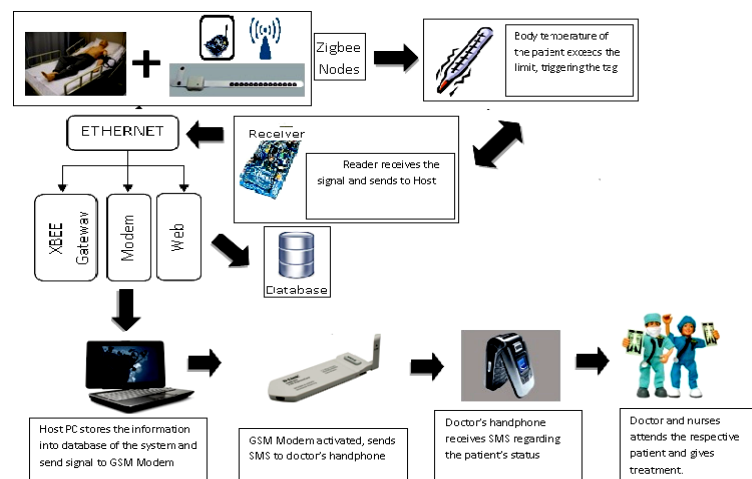 Zigbee
Nodes
Body temperature of
the patient exceeds the
limit, triggering the tag
ETHERNET
Receiver
Reader receives the
signal and sends to Host
XBEE
Gateway
Modem
Web
Database
Host PC stores the information
into database of the system and
send signal to GSM Modem
GSM Modem activated, sends
SMS to doctor's handphone
Doctor's handphone
receives SMS regarding
the patient's status
Doctor and nurses
attends the respective
patient and gives
treatment.